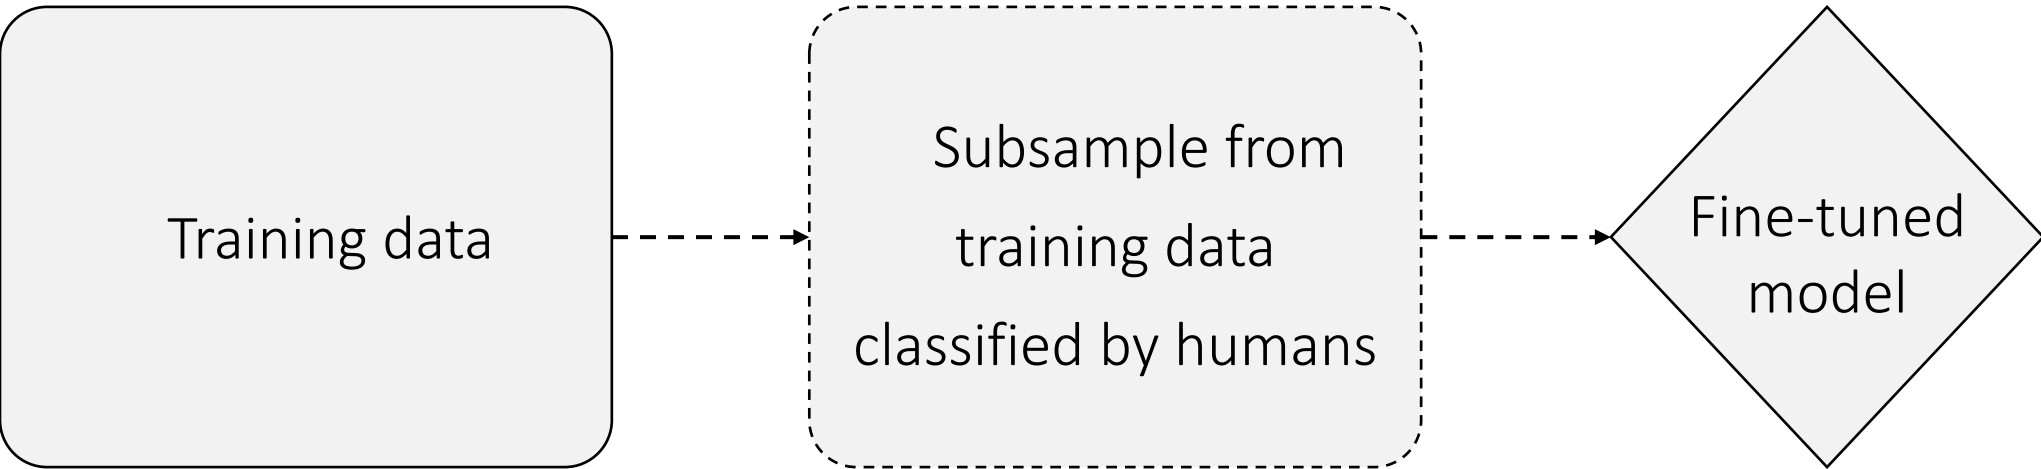 Training data
Subsample from
training data
classified by humans
Fine-tuned
model